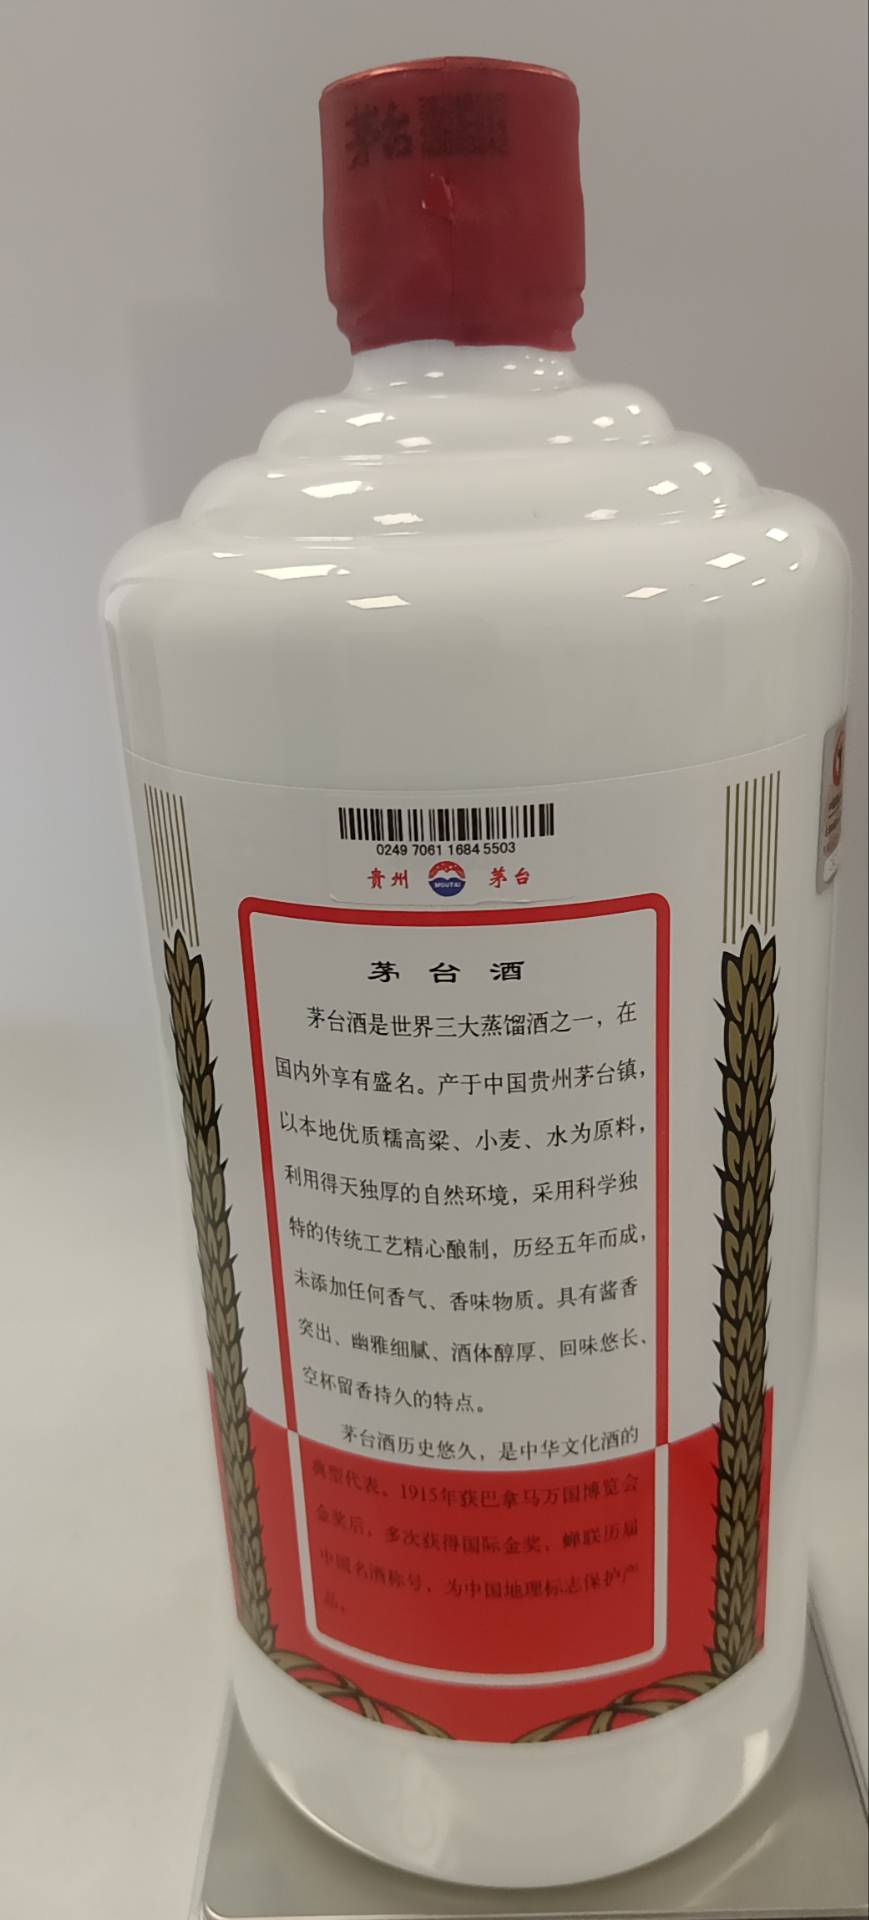 茅台
0249 7061 1684 5503
贵州 MOUTAI 茅台
茅台酒
茅台酒是世界三大蒸馏酒之一，在
国内外享有盛名。产于中国贵州茅台镇，
以本地优质糯高粱、小麦、水为原料，
利用得天独厚的自然环境，采用科学独
特的传统工艺精心酿制，历经五年而成，
未添加任何香气、香味物质。具有酱香
突出、幽雅细腻、酒体醇厚、回味悠长、
空杯留香持久的特点。
茅台酒历史悠久，是中华文化酒的
典型代表。1915年获巴拿马万国博览会
金奖后，多次获得国际金奖，蝉联历届
中国名酒称号，为中国地理标志保护产
品。